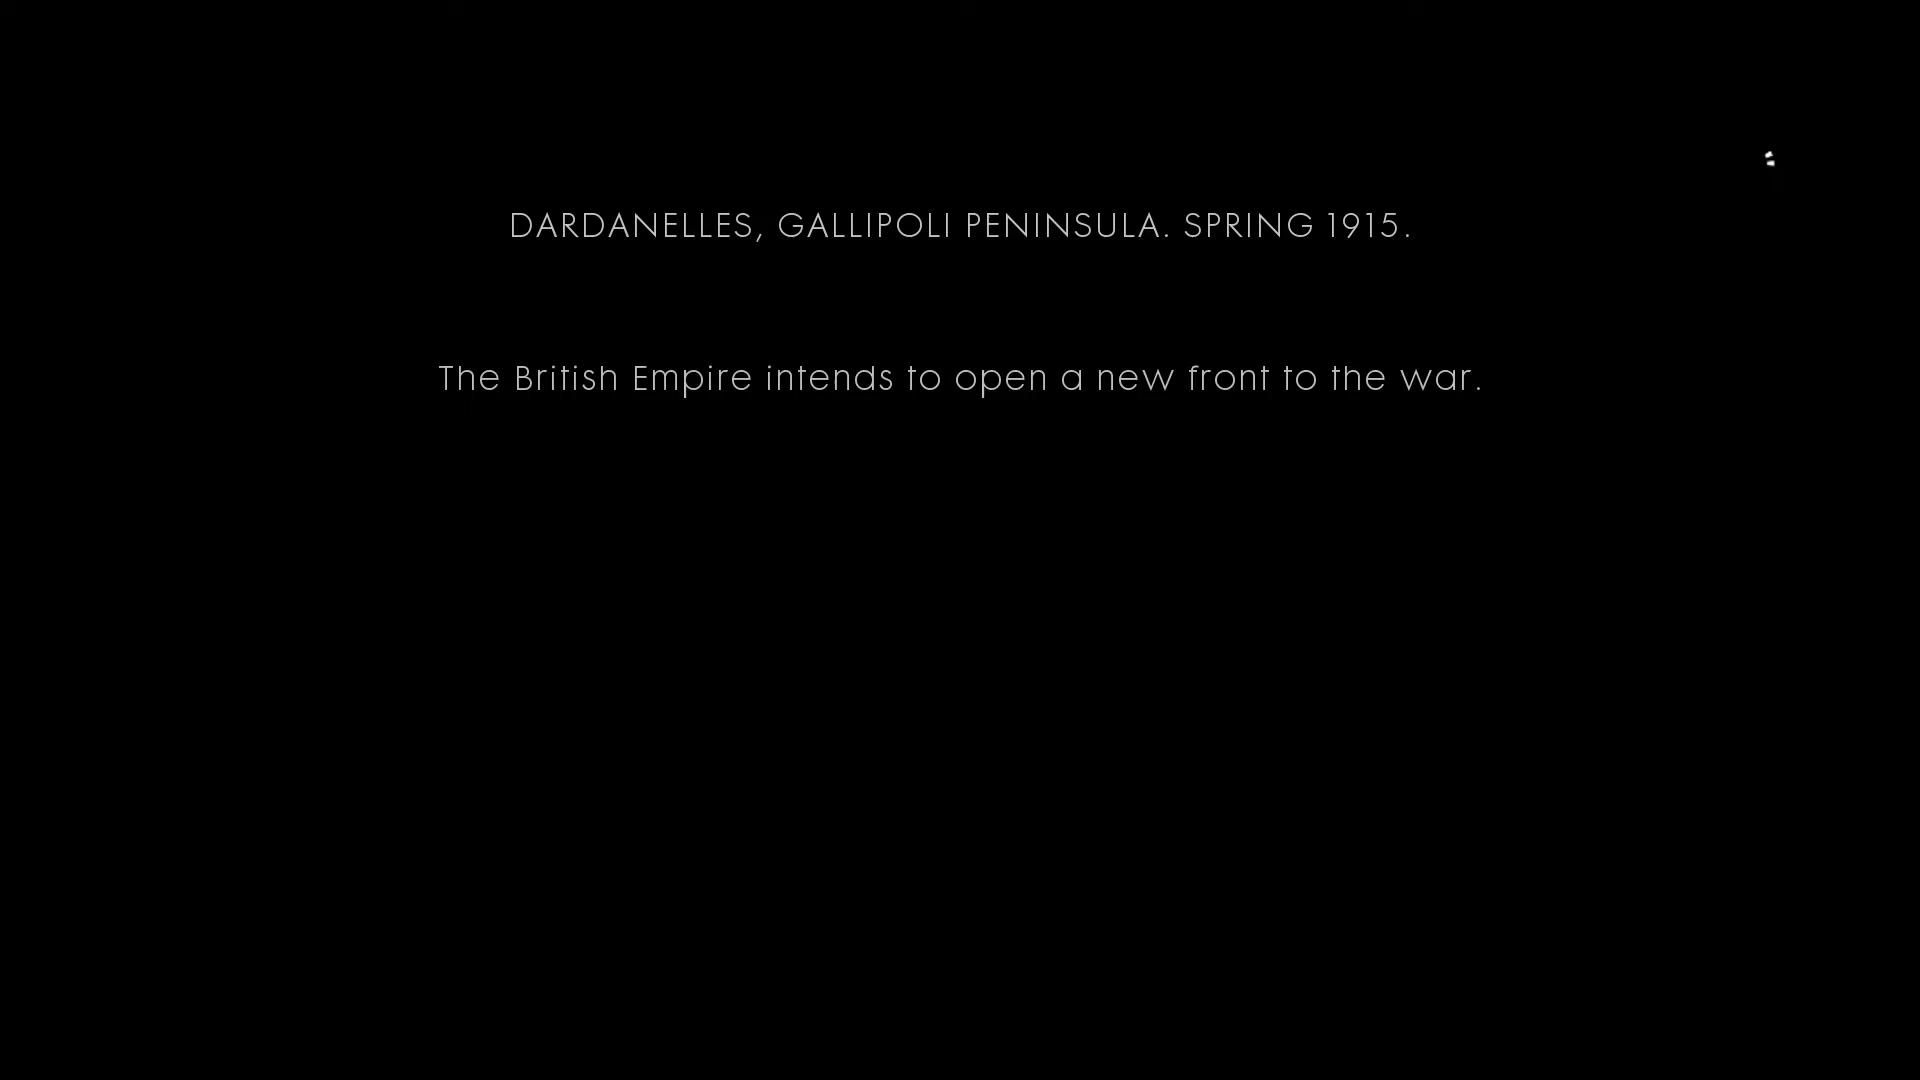 DARDANELLES, GALLIPOLI PENINSULA. SPRING 1915.
The British Empire intends to open a new front to the war.